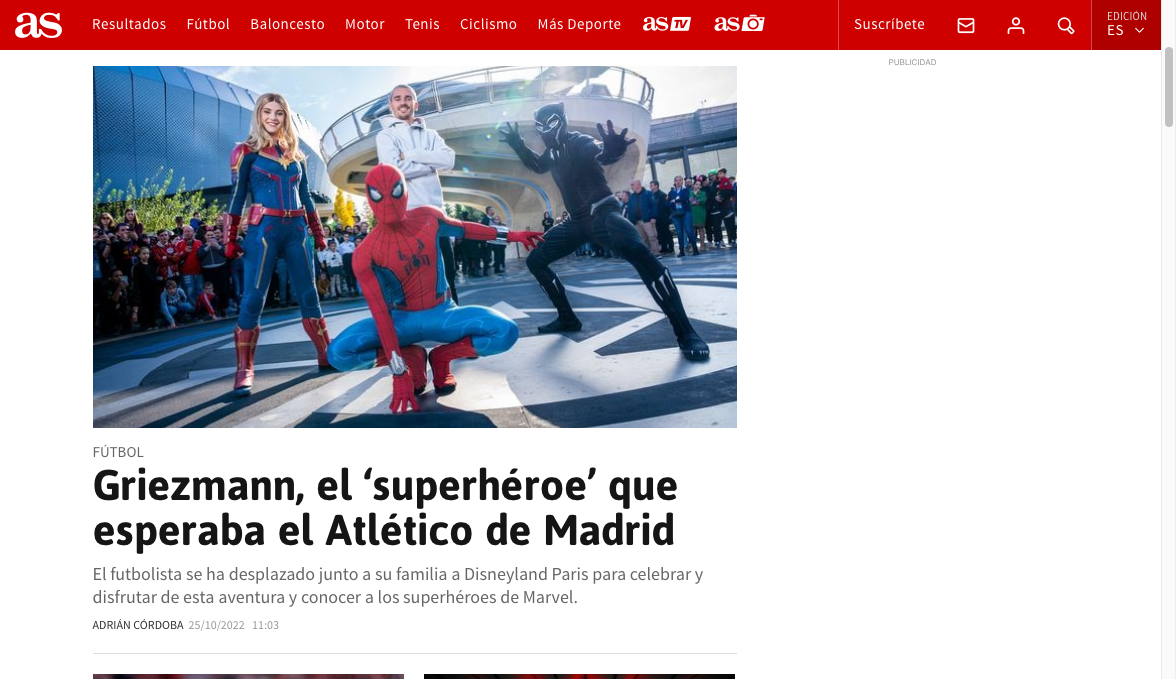 as Resultados Fútbol Baloncesto Motor Tenis Ciclismo Más Deporte as TV as Suscríbete EDICIÓN
ES
PUBLICIDAD
FÚTBOL
Griezmann, el ‘superhéroe’ que
esperaba el Atlético de Madrid
El futbolista se ha desplazado junto a su familia a Disneyland Paris para celebrar y
disfrutar de esta aventura y conocer a los superhéroes de Marvel.
ADRIÁN CÓRDOBA 25/10/2022 11:03